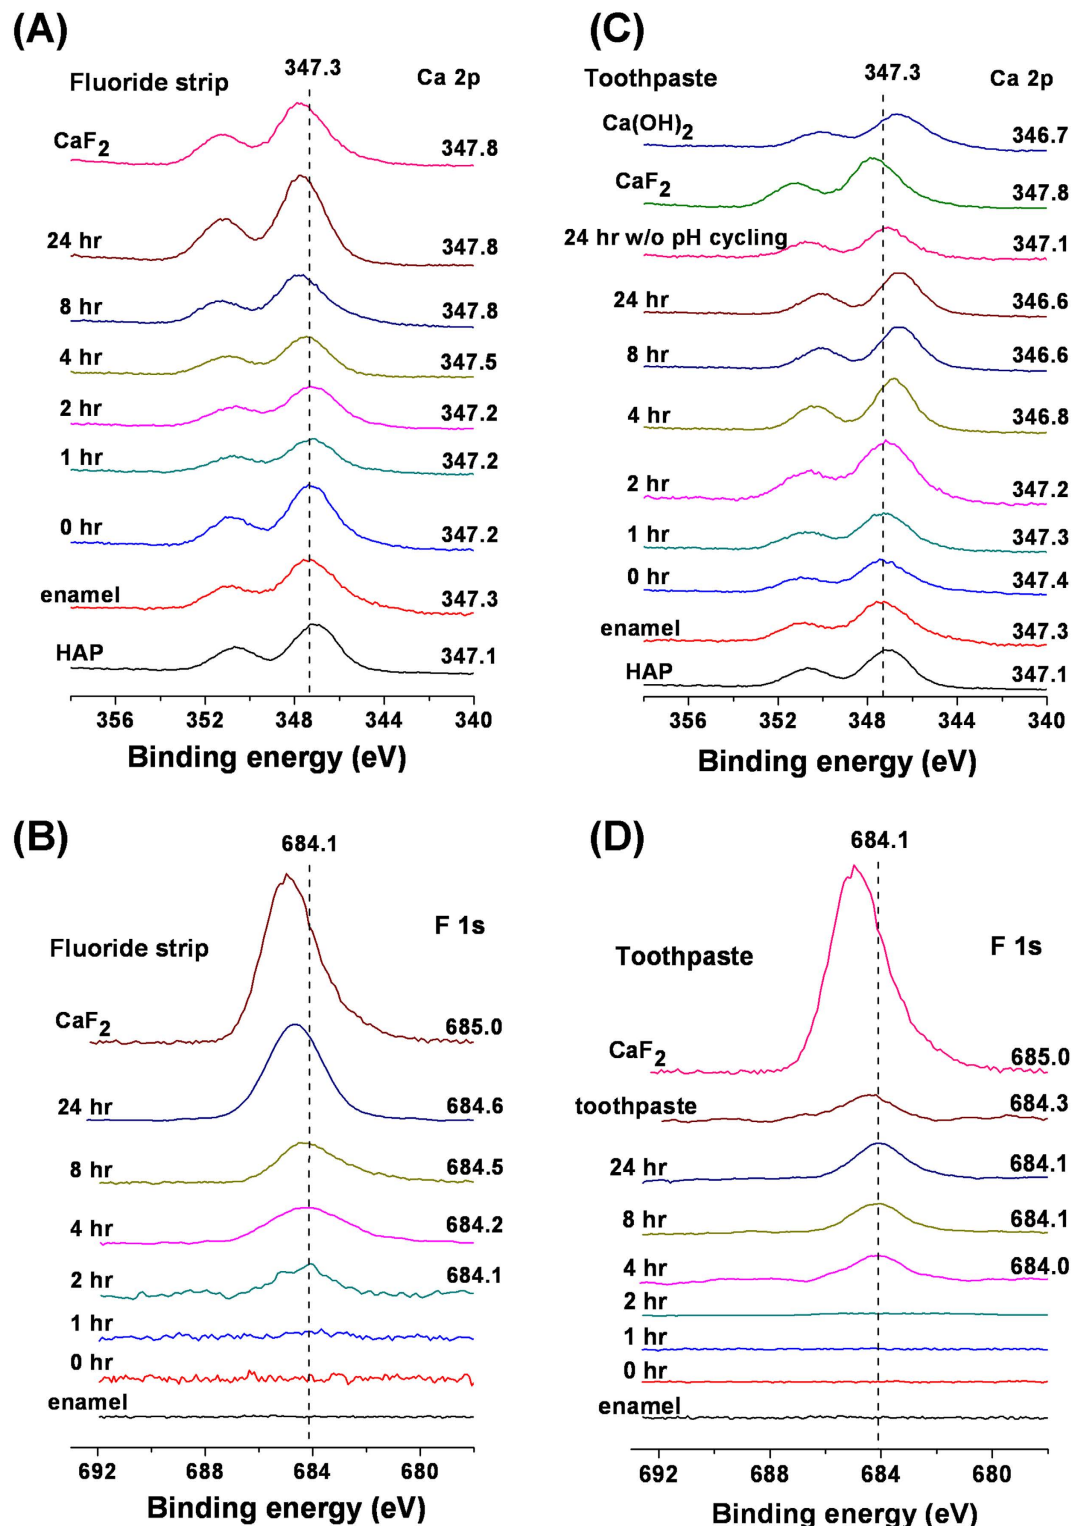 (A)
Fluoride strip
347.3
Ca 2p
CaF2
347.8
24 hr
347.8
8 hr
347.8
4 hr
347.5
2 hr
347.2
1 hr
347.2
0 hr
347.2
enamel
347.3
HAP
347.1
356 352 348 344 340
Binding energy (eV)
(C)
Toothpaste
347.3
Ca 2p
Ca(OH)2
346.7
CaF2
347.8
24 hr w/o pH cycling
347.1
24 hr
346.6
8 hr
346.6
4 hr
346.8
2 hr
347.2
1 hr
347.3
0 hr
347.4
enamel
347.3
HAP
347.1
356 352 348 344 340
Binding energy (eV)
(B)
684.1
Fluoride strip
F 1s
CaF2
685.0
24 hr
684.6
8 hr
684.5
4 hr
684.2
2 hr
684.1
1 hr
0 hr
enamel
692 688 684 680
Binding energy (eV)
(D)
684.1
Toothpaste
F 1s
CaF2
685.0
toothpaste
684.3
24 hr
684.1
8 hr
684.1
4 hr
684.0
2 hr
1 hr
0 hr
enamel
692 688 684 680
Binding energy (eV)